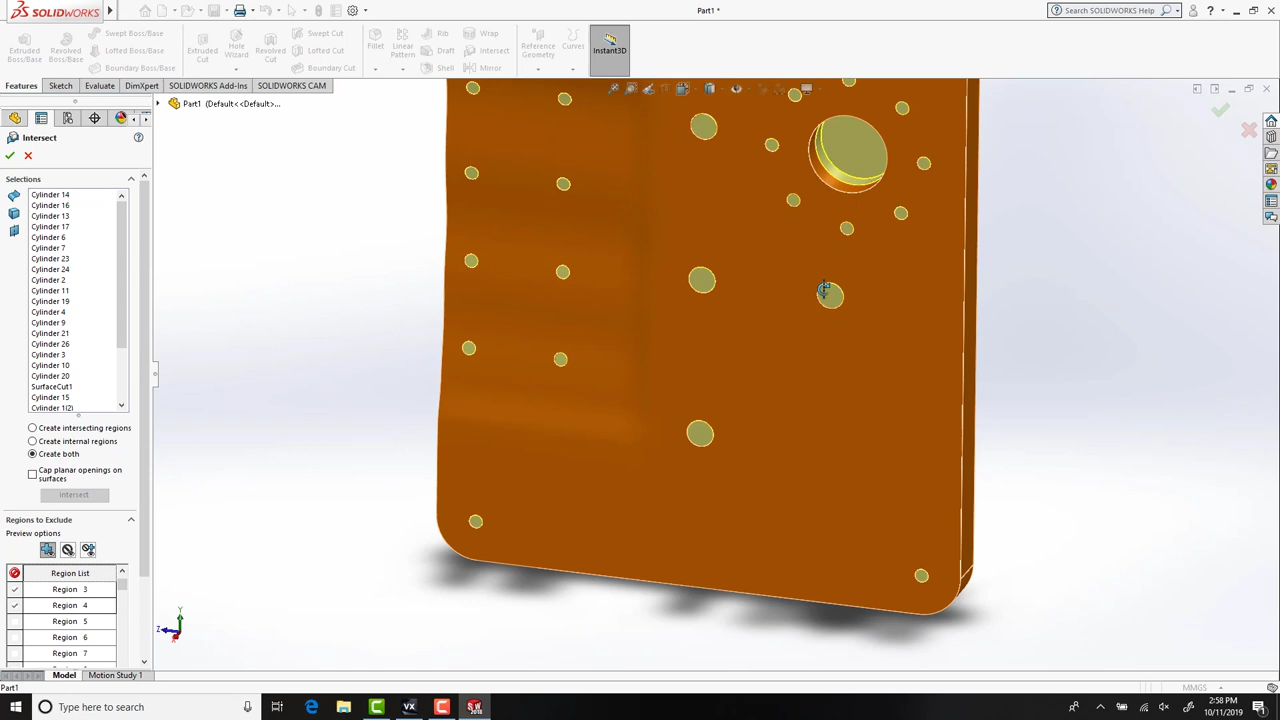 SOLIDWORKS
Part1 *
Search SOLIDWORKS Help
Extruded Boss/Base
Revolved Boss/Base
Swept Boss/Base
Lofted Boss/Base
Boundary Boss/Base
Extruded Cut
Hole Wizard
Revolved Cut
Swept Cut
Lofted Cut
Boundary Cut
Fillet
Linear Pattern
Rib
Draft
Shell
Wrap
Intersect
Mirror
Reference Geometry
Curves
Instant3D
Features
Sketch
Evaluate
DimXpert
SOLIDWORKS Add-Ins
SOLIDWORKS CAM
Part1 (Default<<Default>...
Intersect
Selections
Cylinder 14
Cylinder 16
Cylinder 13
Cylinder 17
Cylinder 6
Cylinder 7
Cylinder 23
Cylinder 24
Cylinder 2
Cylinder 11
Cylinder 19
Cylinder 4
Cylinder 9
Cylinder 21
Cylinder 26
Cylinder 3
Cylinder 10
Cylinder 20
SurfaceCut1
Cylinder 15
Cylinder 1(2)
Create intersecting regions
Create internal regions
Create both
Cap planar openings on
surfaces
Intersect
Regions to Exclude
Preview options
Region List
Region 3
Region 4
Region 5
Region 6
Region 7
Y
Z
Model
Motion Study 1
Part1
MMGS
Type here to search
2:58 PM
10/11/2019